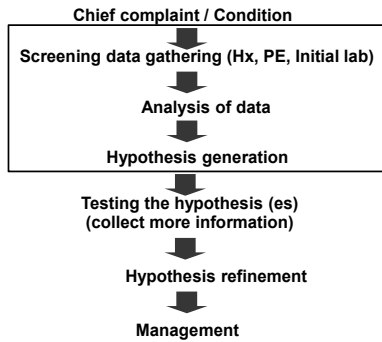 Chief complaint / Condition
Screening data gathering (Hx, PE, Initial lab)
Analysis of data
Hypothesis generation
Testing the hypothesis (es)
(collect more information)
Hypothesis refinement
Management